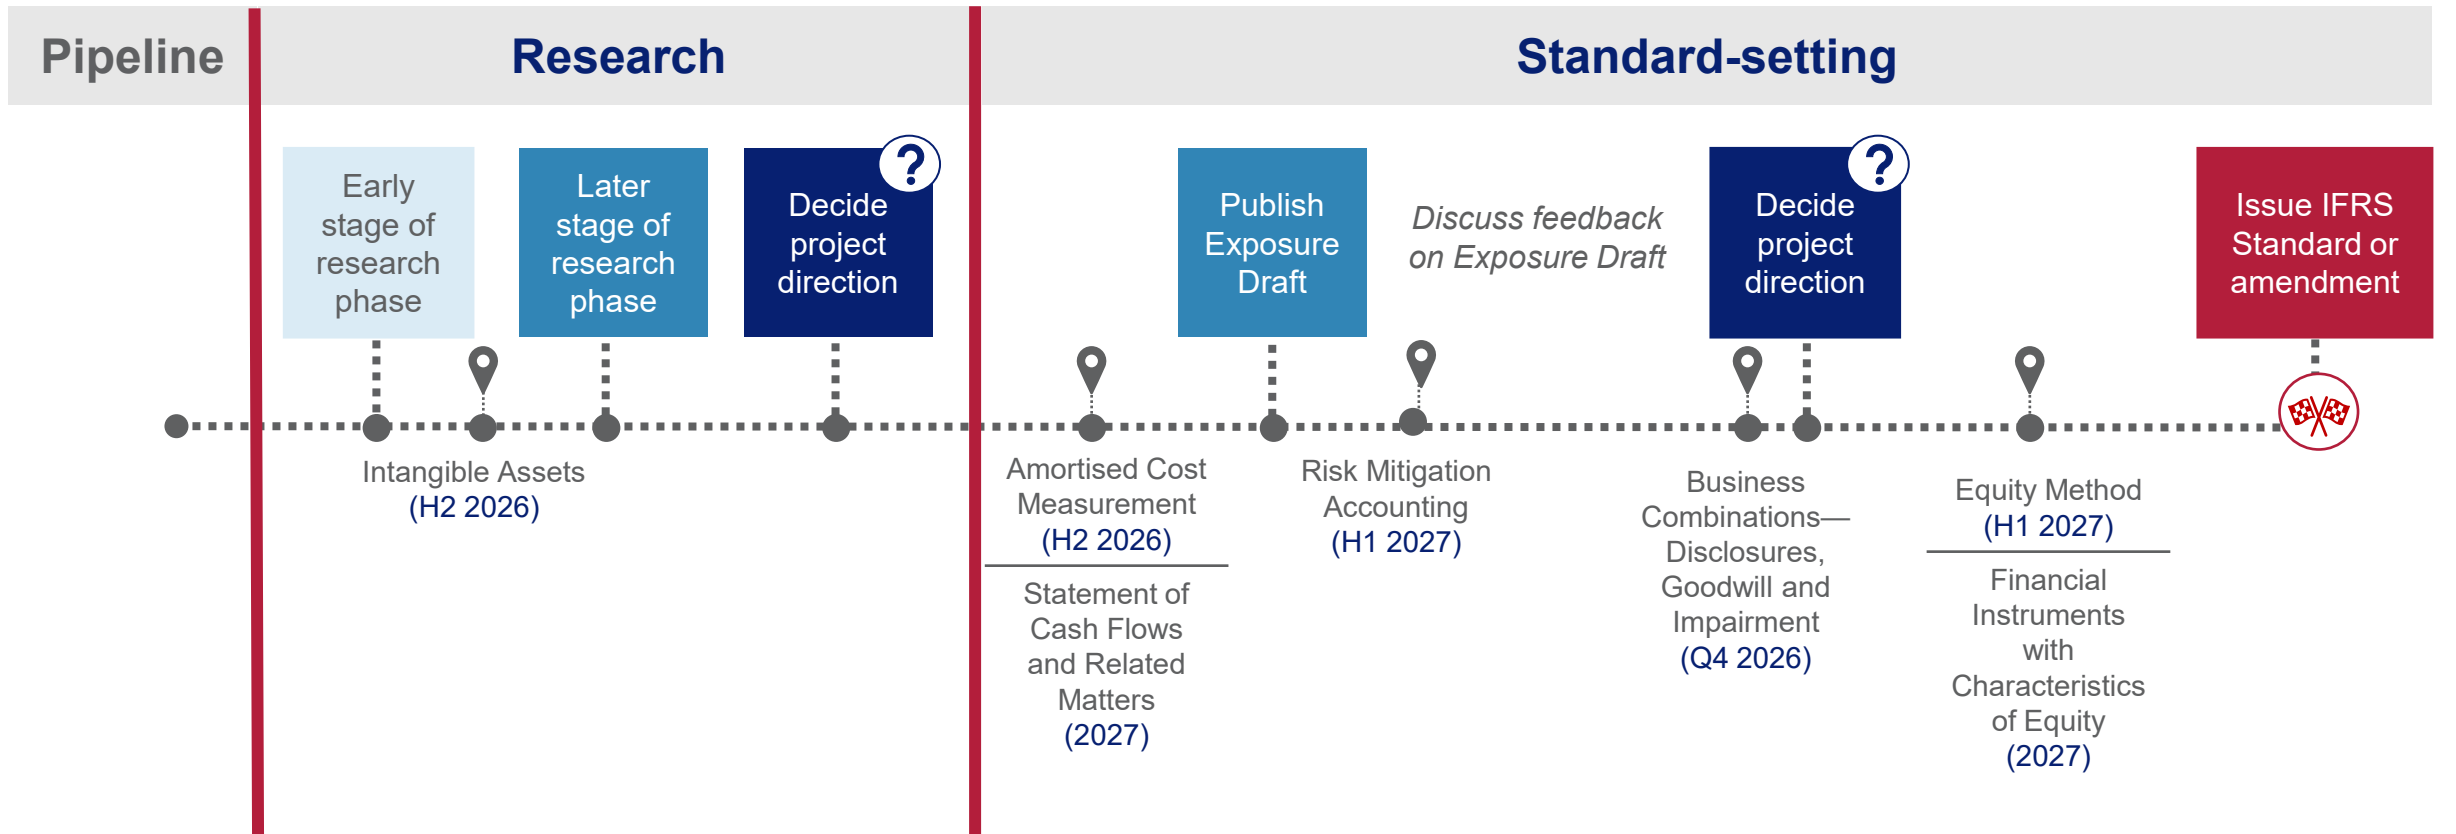 Pipeline
Research
Standard-setting
Early
stage of
research
phase
Later
stage of
research
phase
?
Decide
project
direction
Publish
Exposure
Draft
Discuss feedback
on Exposure Draft
?
Decide
project
direction
Issue IFRS
Standard or
amendment
Intangible Assets
(H2 2026)
Amortised Cost
Measurement
(H2 2026)
Statement of
Cash Flows
and Related
Matters
(2027)
Risk Mitigation
Accounting
(H1 2027)
Business
Combinations—
Disclosures,
Goodwill and
Impairment
(Q4 2026)
Equity Method
(H1 2027)
Financial
Instruments
with
Characteristics
of Equity
(2027)